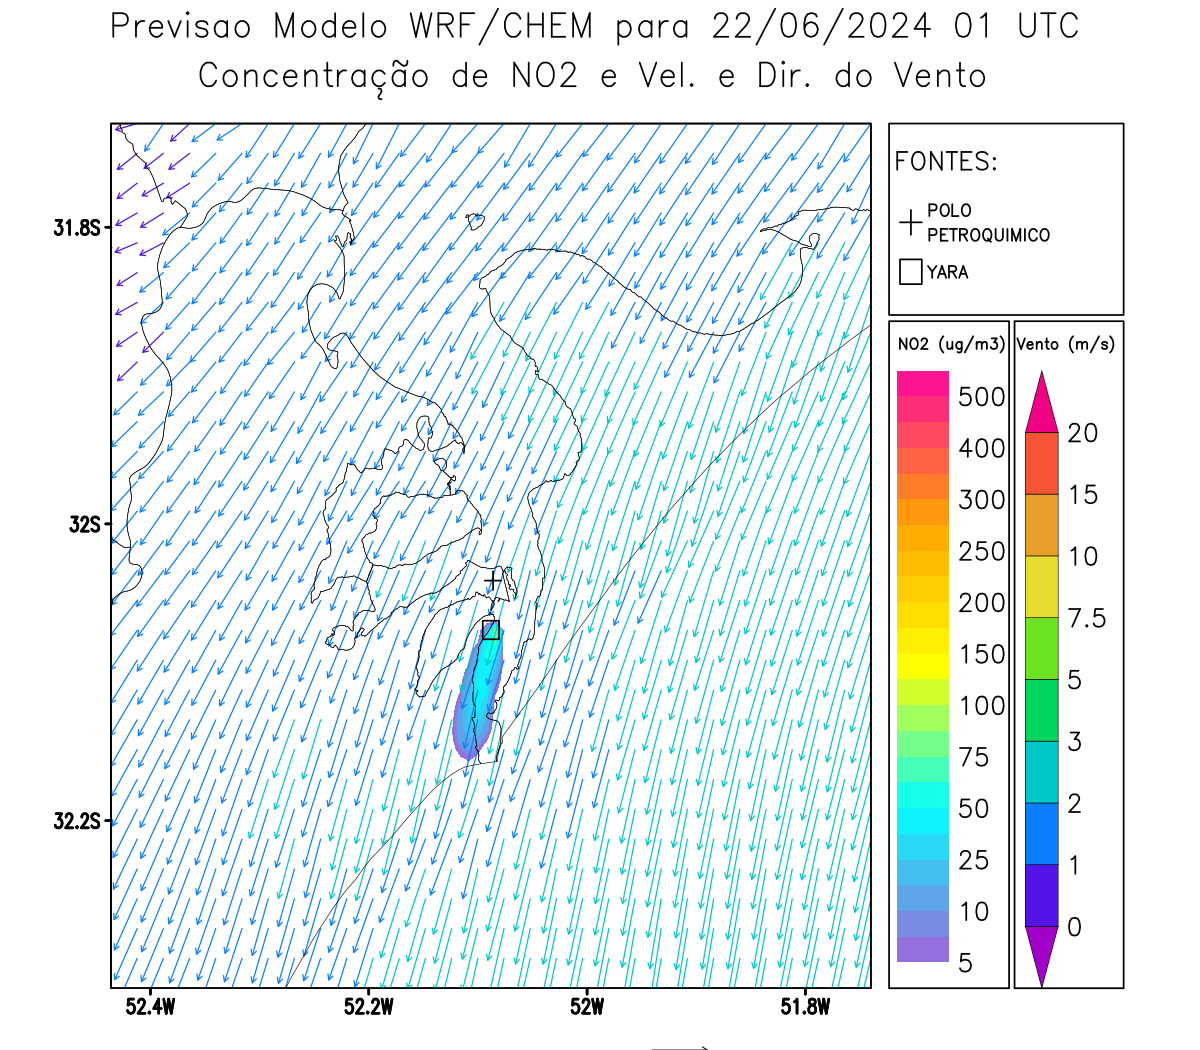 Previsao Modelo WRF/CHEM para 22/06/2024 01 UTC
Concentração de NO2 e Vel. e Dir. do Vento
FONTES:
POLO
PETROQUIMICO
YARA
NO2 (ug/m3)
500
400
300
250
200
150
100
75
50
25
10
5
Vento (m/s)
20
15
10
7.5
5
3
2
1
0
31.8S
32S
32.2S
52.4W
52.2W
52W
51.8W